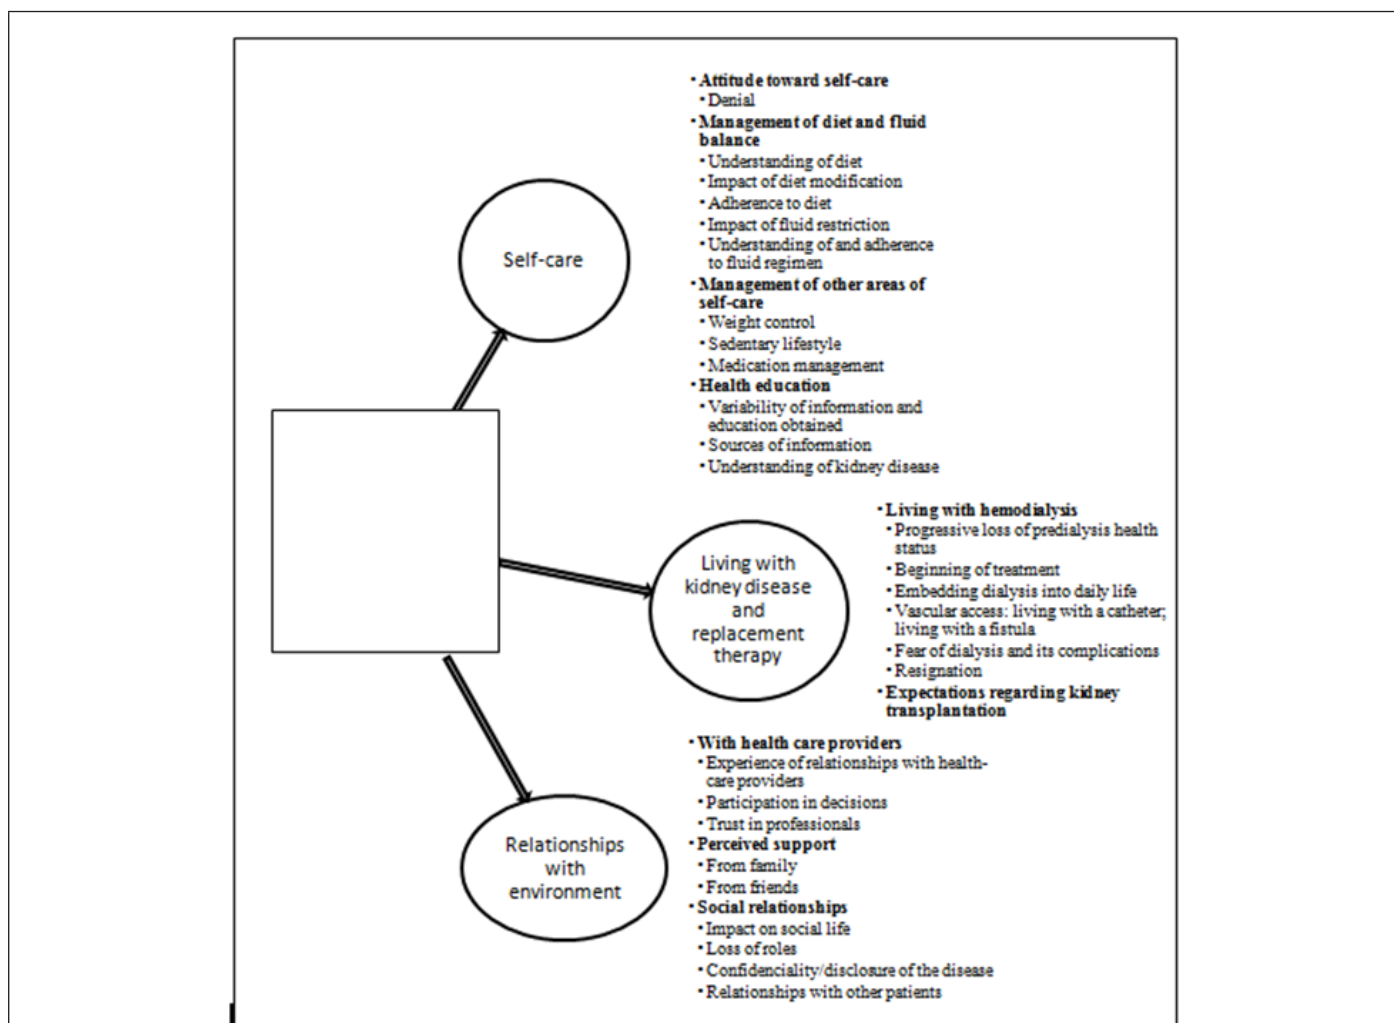 Self-care
• Attitude toward self-care
• Denial
• Management of diet and fluid
balance
• Understanding of diet
• Impact of diet modification
• Adherence to diet
• Impact of fluid restriction
• Understanding of and adherence
to fluid regimen
• Management of other areas of
self-care
• Weight control
• Sedentary lifestyle
• Medication management
• Health education
• Variability of information and
education obtained
• Sources of information
• Understanding of kidney disease
Living with
kidney disease
and
replacement
therapy
• Living with hemodialysis
• Progressive loss of predialysis health
status
• Beginning of treatment
• Embedding dialysis into daily life
• Vascular access: living with a catheter;
living with a fistula
• Fear of dialysis and its complications
• Resignation
• Expectations regarding kidney
transplantation
Relationships
with
environment
• With health care providers
• Experience of relationships with health-
care providers
• Participation in decisions
• Trust in professionals
• Perceived support
• From family
• From friends
• Social relationships
• Impact on social life
• Loss of roles
• Confidenciality/disclosure of the disease
• Relationships with other patients